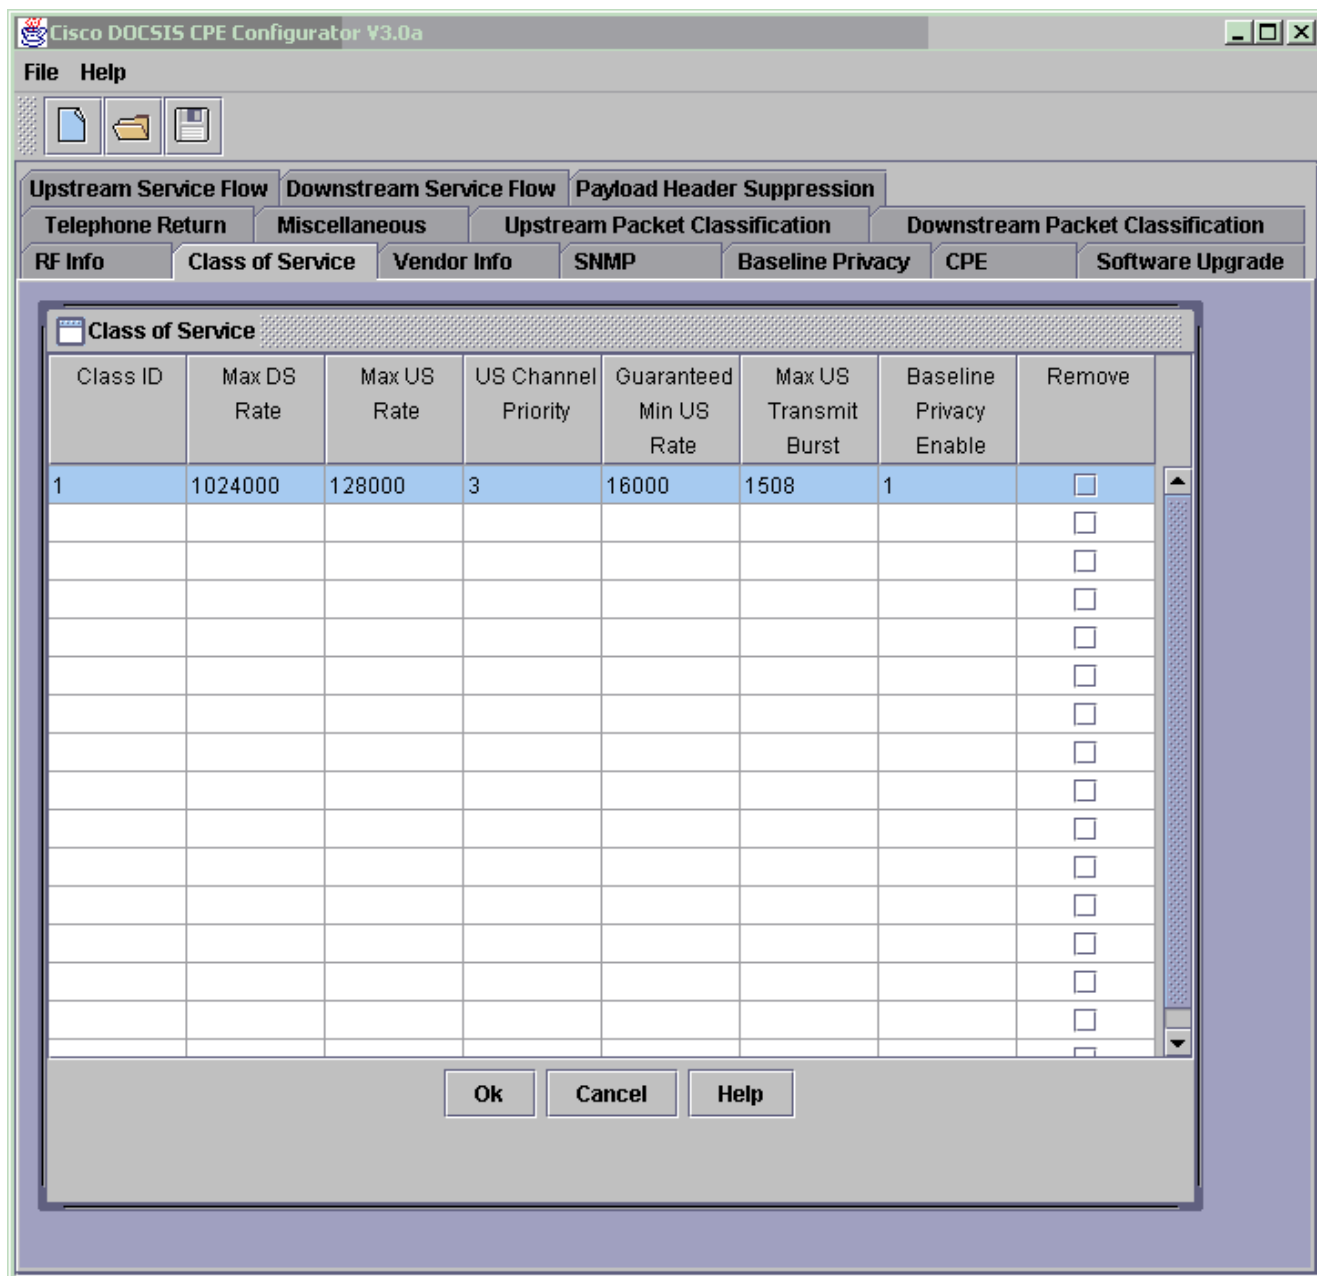 Cisco DOCSIS CPE Configurator V3.0a
File Help
Upstream Service Flow Downstream Service Flow Payload Header Suppression
Telephone Return Miscellaneous Upstream Packet Classification Downstream Packet Classification
RF Info Class of Service Vendor Info SNMP Baseline Privacy CPE Software Upgrade
Class of Service
Class ID Max DS Max US US Channel Guaranteed Max US Baseline Remove
Rate Rate Priority Min US Transmit Privacy
Rate Burst Enable
1 1024000 128000 3 16000 1508 1
Ok Cancel Help